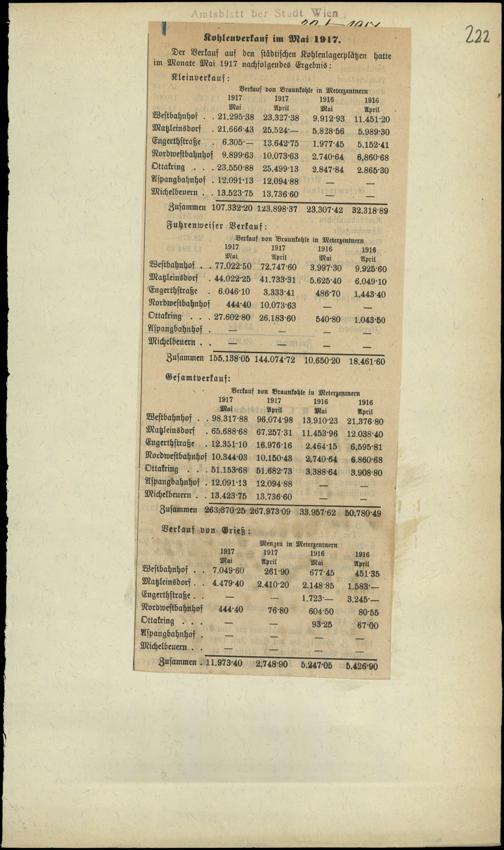 Amtsblatt der Stadt Wien
222
Kohlenverkauf im Mai 1917.
Der Verkauf auf den städtischen Kohlenlagerplätzen hatte
im Monate Mai 1917 nachfolgendes Ergebnis:
Kleinverkauf:
Verkauf von Braunkohle in Meterzentnern
1917 1917 1916 1916
Mai April Mai April
Westbahnhof . 21,295·38 23,327·38 9,912·93 11,451·20
Matzleinsdorf . 21,666·43 25,524·— 5,828·56 5,989·30
Engerthstraße . 6,305·— 13,642·75 1,977·45 5,152·41
Nordwestbahnhof 9,899·63 10,073·63 2,740·64 6,860·68
Ottakring . . 23,550·88 25,499·13 2,847·84 2,865·30
Aspangbahnhof . 12,091·13 12,094·88 — —
Michelbeuern . 13,523·75 13,736·60 — —
Zusammen 107,332·20 123,898·37 23,307·42 32,318·89
Fuhrenweiser Verkauf:
Verkauf von Braunkohle in Meterzentnern
1917 1917 1916 1916
Mai April Mai April
Westbahnhof . . 77,022·50 72,747·60 3,997·30 9,925·60
Matzleinsdorf . 44,022·25 41,733·31 5,625·40 6,049·10
Engerthstraße . 6,046·10 3,333·41 486·70 1,443·40
Nordwestbahnhof 444·40 10,073·63 — —
Ottakring . . . 27,602·80 26,183·60 540·80 1,043·50
Aspangbahnhof . — — — —
Michelbeuern . . — — — —
Zusammen 155,138·05 144,074·72 10,650·20 18,461·60
Gesamtverkauf:
Verkauf von Braunkohle in Meterzentnern
1917 1917 1916 1916
Mai April Mai April
Westbahnhof . . 98,317·88 96,074·98 13,910·23 21,376·80
Matzleinsdorf . . 65,688·68 67,257·31 11,453·96 12,038·40
Engerthstraße . . 12,351·10 16,976·16 2,464·15 6,595·81
Nordwestbahnhof . 10,344·03 10,150·43 2,740·64 6,860·68
Ottakring . . . 51,153·68 51,682·73 3,388·64 3,908·80
Aspangbahnhof . 12,091·13 12,094·88 — —
Michelbeuern . . 13,423·75 13,736·60 — —
Zusammen 263,670·25 267,973·09 33,957·62 50,780·49
Verkauf von Grieß:
Menzen in Meterzentnern
1917 1917 1916 1916
Mai April Mai April
Westbahnhof . . 7,049·60 261·90 677·45 451·35
Matzleinsdorf . . 4,479·40 2,410·20 2,148·85 1,583·—
Engerthstraße . . — — 1,723·— 3,245·—
Nordwestbahnhof 444·40 76·80 604·50 80·55
Ottakring . . . — — 93·25 67·00
Aspangbahnhof . — — — —
Michelbeuern . . — — — —
Zusammen . 11,973·40 2,748·90 5,247·05 5,426·90